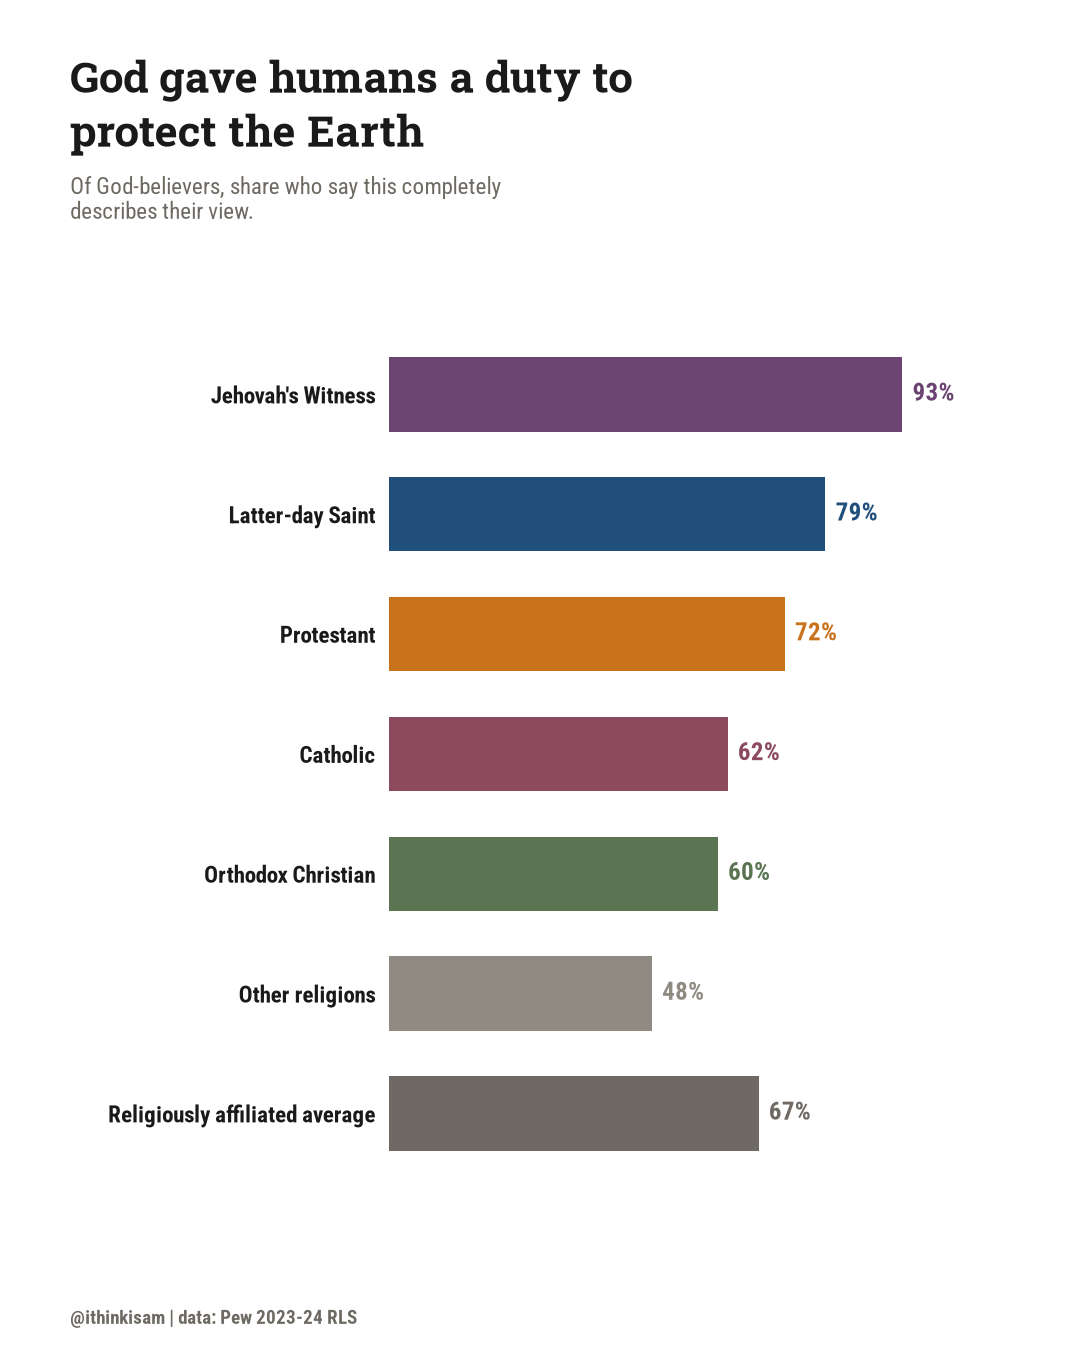 God gave humans a duty to
protect the Earth
Of God-believers, share who say this completely
describes their view.
Jehovah's Witness 93%
Latter-day Saint 79%
Protestant 72%
Catholic 62%
Orthodox Christian 60%
Other religions 48%
Religiously affiliated average 67%
@ithinkisam | data: Pew 2023-24 RLS